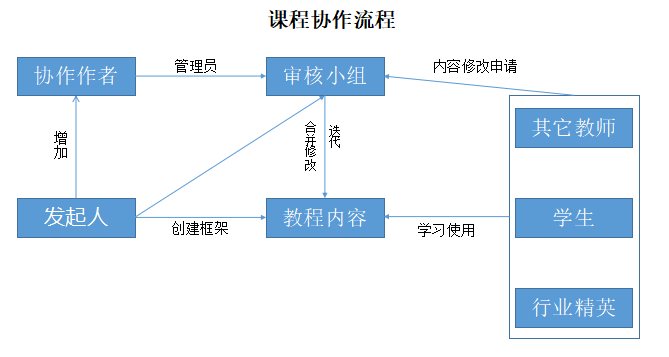 课程协作流程
协作作者
管理员
审核小组
内容修改申请
其它教师
增加
合并修改
迭代
发起人
创建框架
教程内容
学习使用
学生
行业精英